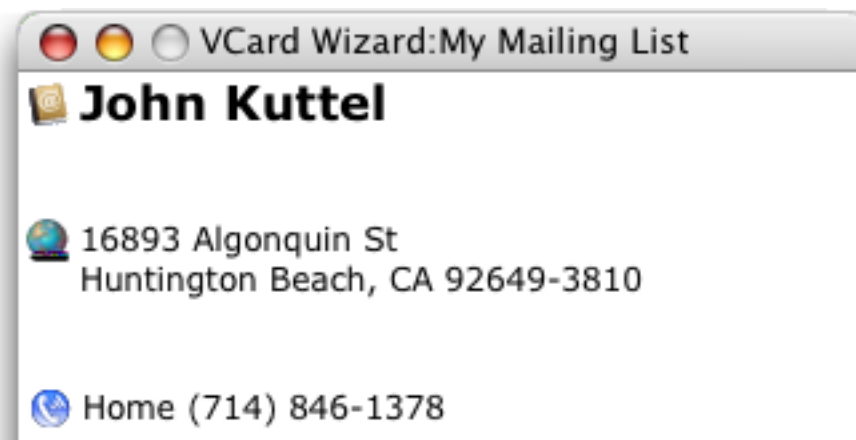 VCard Wizard:My Mailing List
John Kuttel
16893 Algonquin St
Huntington Beach, CA 92649-3810
Home (714) 846-1378